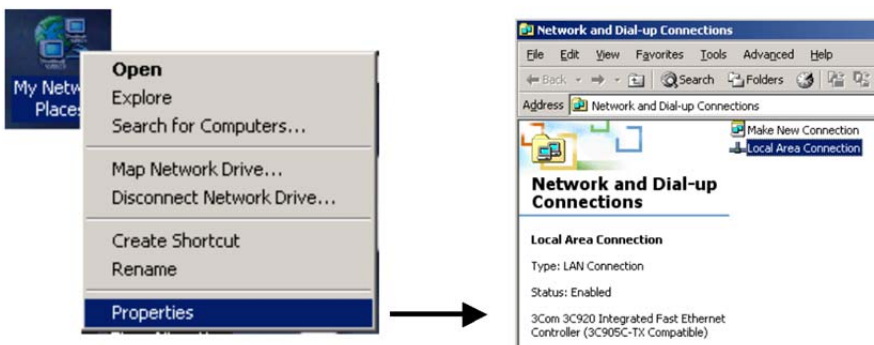 My Netw
Places
Open
Explore
Search for Computers...
Map Network Drive...
Disconnect Network Drive...
Create Shortcut
Rename
Properties
Network and Dial-up Connections
File Edit View Favorites Tools Advanced Help
Back Search Folders
Address Network and Dial-up Connections
Make New Connection
Local Area Connection
Network and Dial-up
Connections
Local Area Connection
Type: LAN Connection
Status: Enabled
3Com 3C920 Integrated Fast Ethernet
Controller (3C905C-TX Compatible)